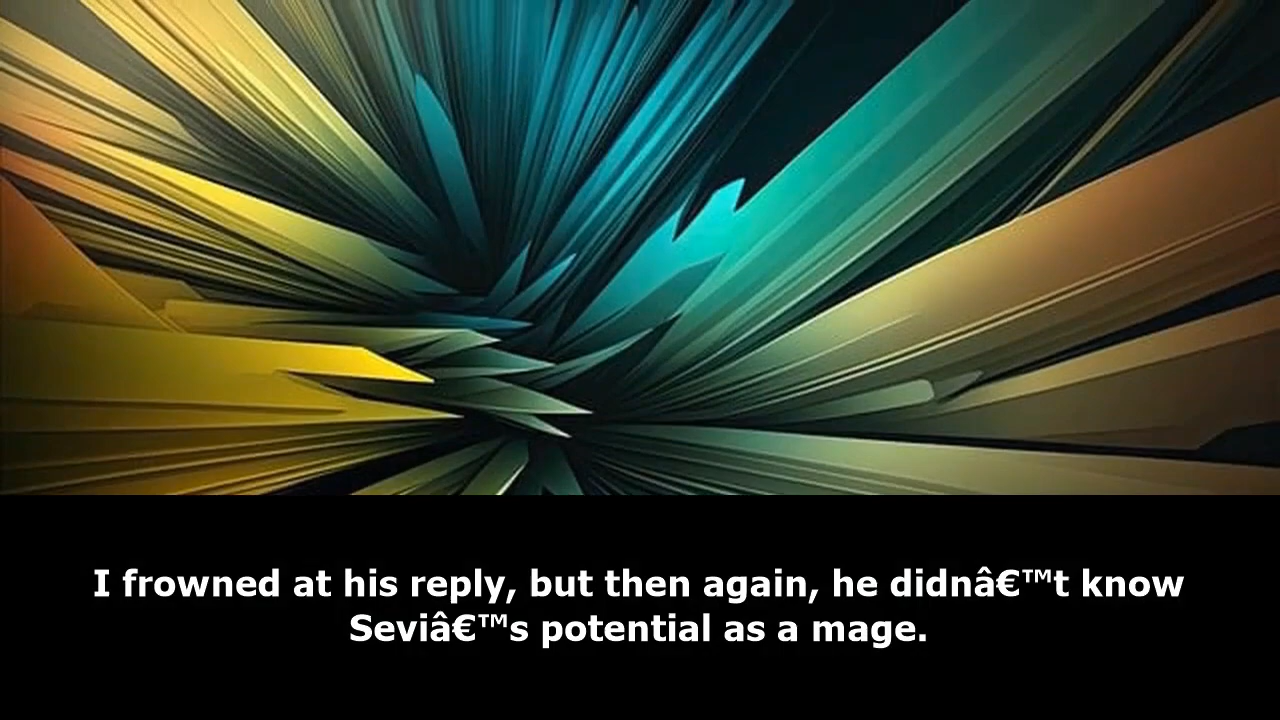 I frowned at his reply, but then again, he didnâ€™t know
Seviâ€™s potential as a mage.